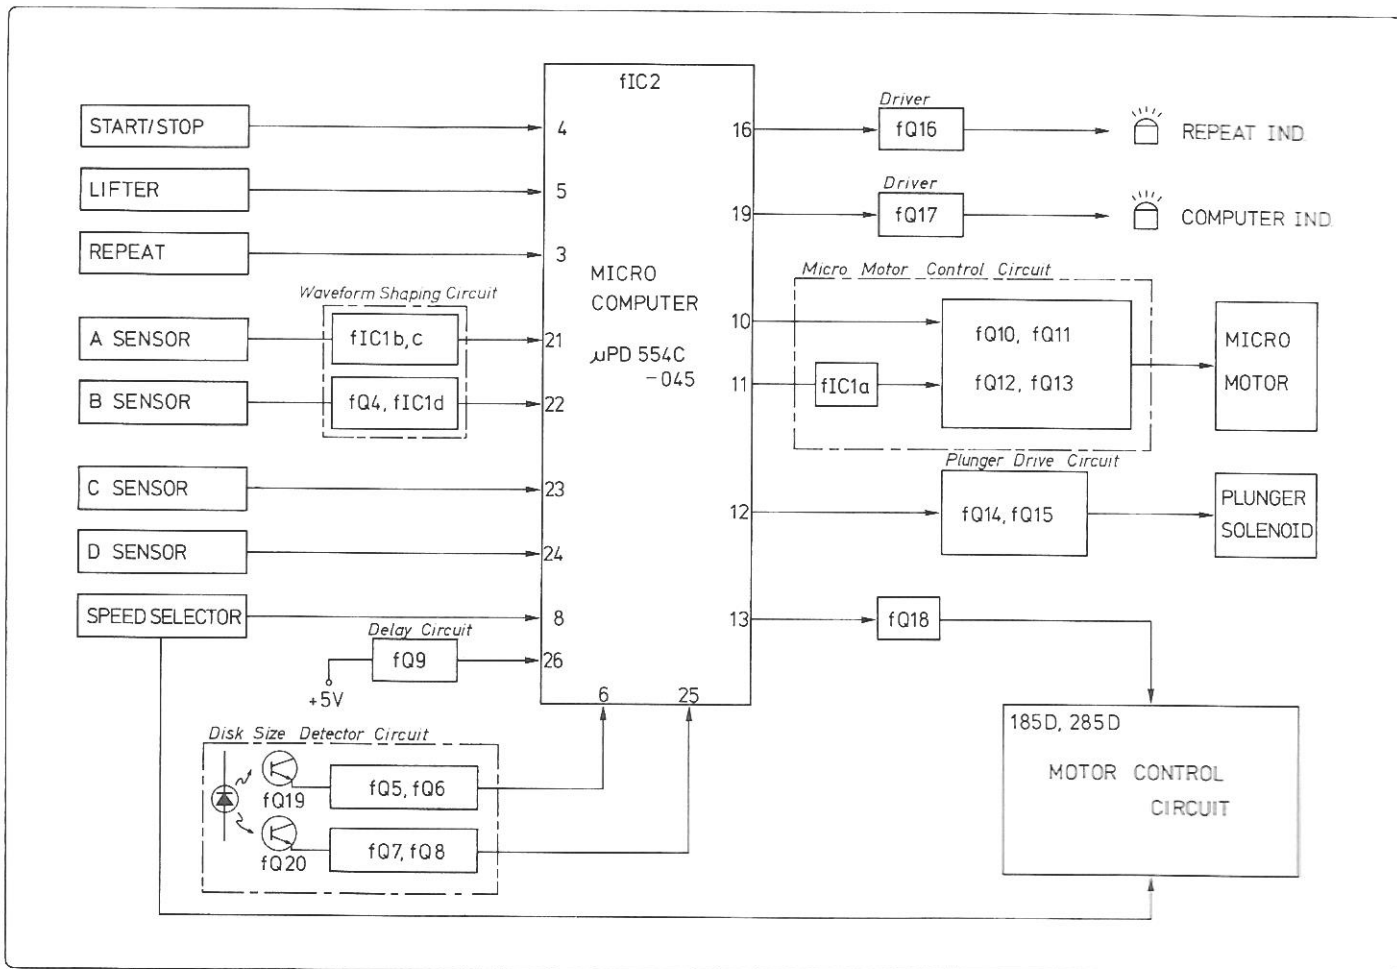 fIC2
MICRO
COMPUTER
μPD 554C
-045
START/STOP
4
LIFTER
5
REPEAT
3
Waveform Shaping Circuit
A SENSOR
fIC1b,c
21
B SENSOR
fQ4, fIC1d
22
C SENSOR
23
D SENSOR
24
SPEED SELECTOR
8
Delay Circuit
fQ9
26
+5V
6
25
Disk Size Detector Circuit
fQ19
fQ5, fQ6
fQ20
fQ7, fQ8
16
Driver
fQ16
REPEAT IND.
19
Driver
fQ17
COMPUTER IND.
Micro Motor Control Circuit
10
fQ10, fQ11
fQ12, fQ13
11
fIC1a
MICRO
MOTOR
Plunger Drive Circuit
12
fQ14, fQ15
PLUNGER
SOLENOID
13
fQ18
185D, 285D
MOTOR CONTROL
CIRCUIT